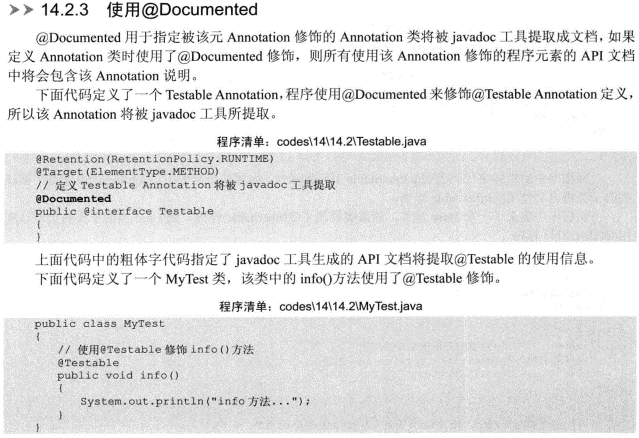 >> 14.2.3 使用@Documented
@Documented 用于指定被该元 Annotation 修饰的 Annotation 类将被 javadoc 工具提取成文档，如果
定义 Annotation 类时使用了@Documented 修饰，则所有使用该 Annotation 修饰的程序元素的 API 文档
中将会包含该 Annotation 说明。
下面代码定义了一个 Testable Annotation，程序使用@Documented 来修饰@Testable Annotation 定义，
所以该 Annotation 将被 javadoc 工具所提取。
程序清单：codes\14\14.2\Testable.java
@Retention(RetentionPolicy.RUNTIME)
@Target(ElementType.METHOD)
// 定义 Testable Annotation 将被 javadoc 工具提取
@Documented
public @interface Testable
{
}
上面代码中的粗体字代码指定了 javadoc 工具生成的 API 文档将提取@Testable 的使用信息。
下面代码定义了一个 MyTest 类，该类中的 info()方法使用了@Testable 修饰。
程序清单：codes\14\14.2\MyTest.java
public class MyTest
{
// 使用@Testable 修饰 info()方法
@Testable
public void info()
{
System.out.println("info 方法...");
}
}